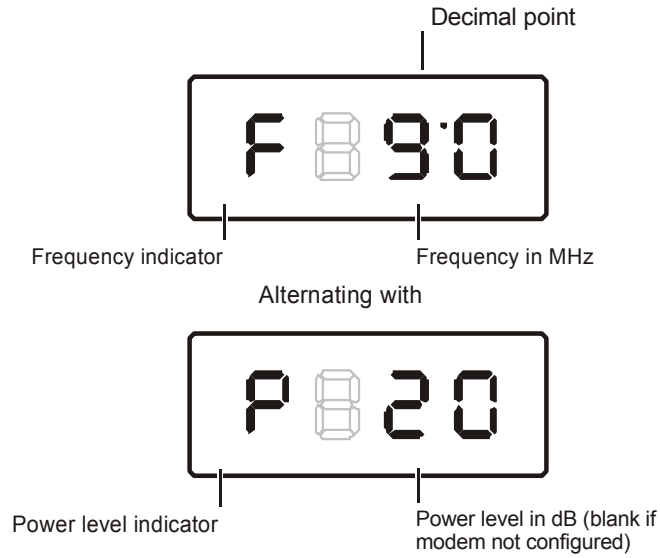 Decimal point
F 9.0
Frequency indicator
Frequency in MHz
Alternating with
P 20
Power level indicator
Power level in dB (blank if
modem not configured)